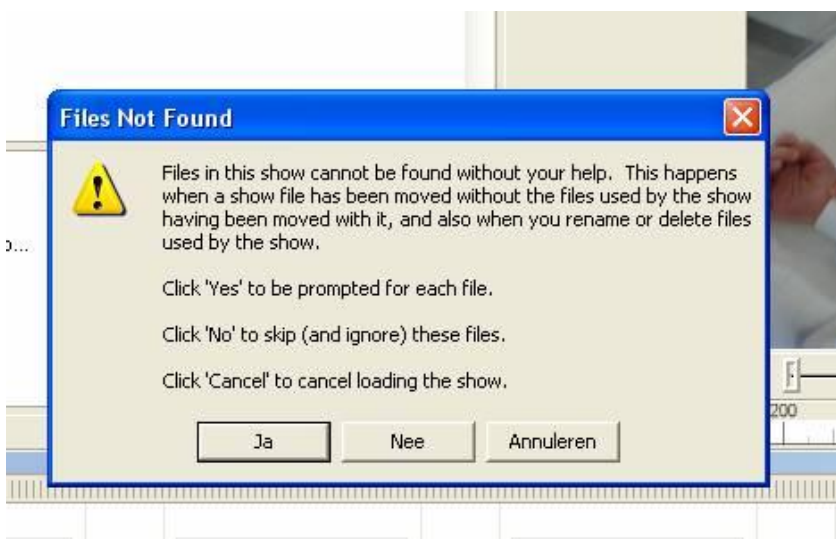 Files Not Found
Files in this show cannot be found without your help. This happens
when a show file has been moved without the files used by the show
having been moved with it, and also when you rename or delete files
used by the show.
o...
Click 'Yes' to be prompted for each file.
Click 'No' to skip (and ignore) these files.
Click 'Cancel' to cancel loading the show.
200
Ja Nee Annuleren